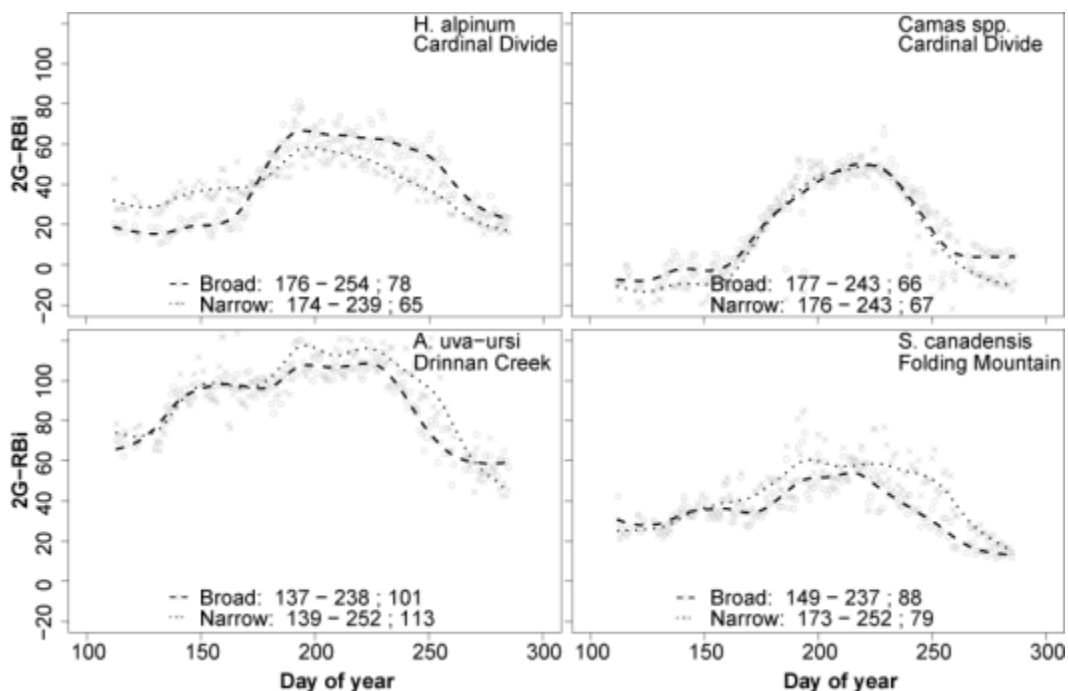 H. alpinum
Cardinal Divide
2G−RBi
100
80
60
40
20
0
−20
Broad: 176 − 254 ; 78
Narrow: 174 − 239 ; 65
Camas spp.
Cardinal Divide
Broad: 177 − 243 ; 66
Narrow: 176 − 243 ; 67
A. uva−ursi
Drinnan Creek
2G−RBi
100
80
60
40
20
0
−20
Broad: 137 − 238 ; 101
Narrow: 139 − 252 ; 113
100 150 200 250 300
Day of year
S. canadensis
Folding Mountain
Broad: 149 − 237 ; 88
Narrow: 173 − 252 ; 79
100 150 200 250 300
Day of year